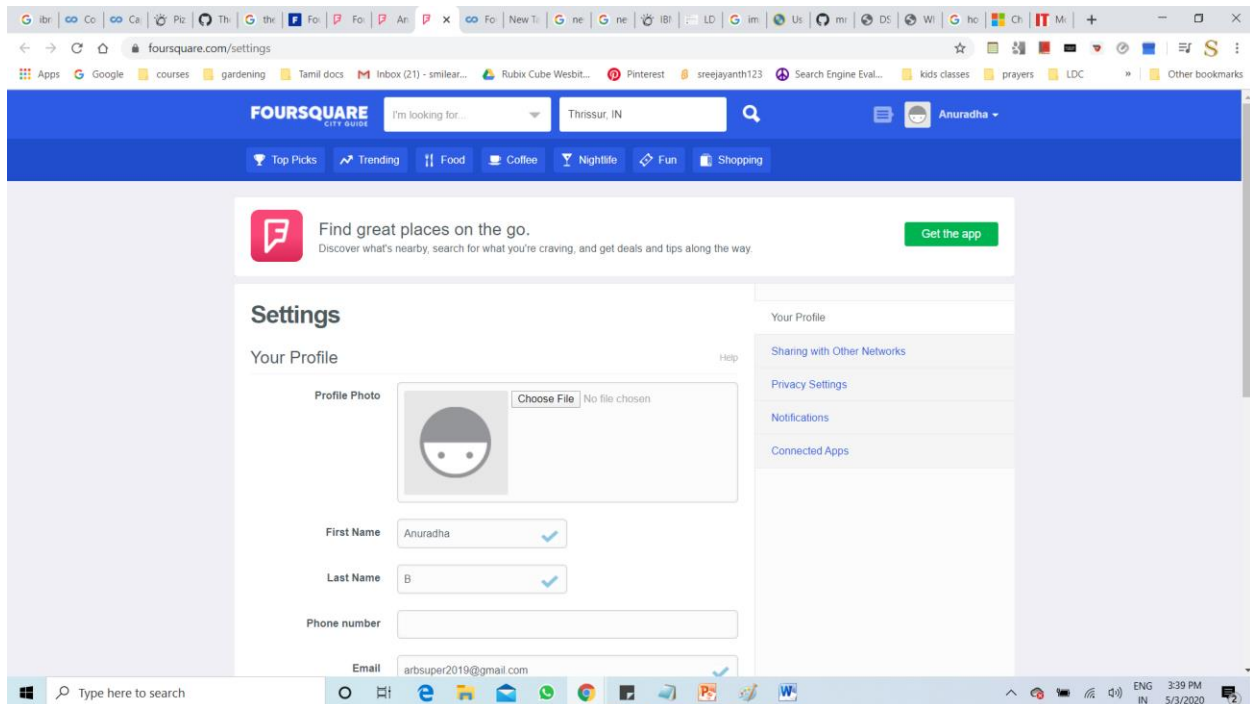 foursquare.com/settings
Apps Google courses gardening Tamil docs Inbox (21) - smilear... Rubix Cube Wesbit... Pinterest sreejayanth123 Search Engine Eval... kids classes prayers LDC » Other bookmarks
FOURSQUARE
CITY GUIDE
I'm looking for...
Thrissur, IN
Anuradha
Top Picks Trending Food Coffee Nightlife Fun Shopping
Find great places on the go.
Discover what's nearby, search for what you're craving, and get deals and tips along the way.
Get the app
Settings
Your Profile
Help
Profile Photo
Choose File No file chosen
First Name
Anuradha
Last Name
B
Phone number
Email
arbsuper2019@gmail.com
Your Profile
Sharing with Other Networks
Privacy Settings
Notifications
Connected Apps
Type here to search
ENG
IN
3:39 PM
5/3/2020